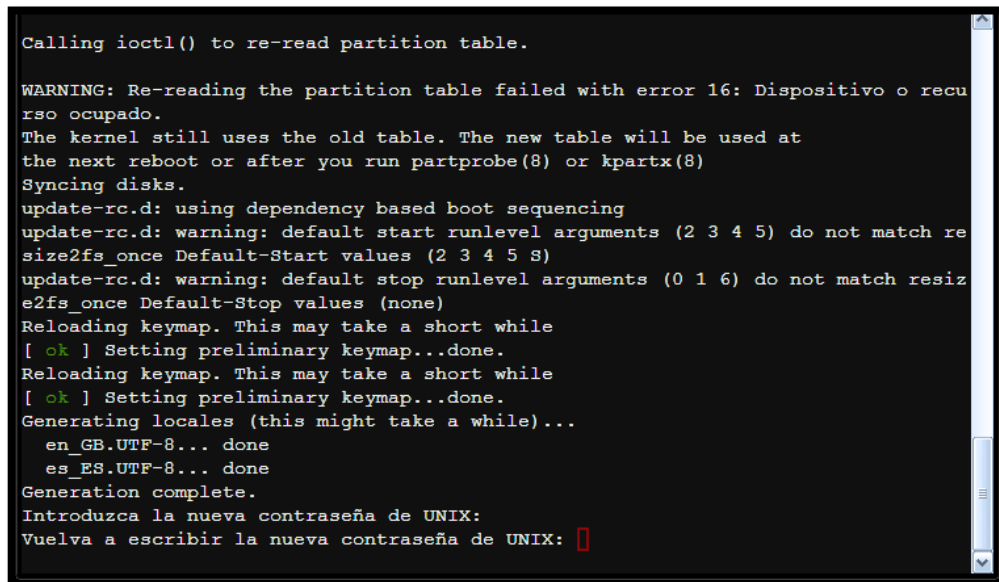 Calling ioctl() to re-read partition table.
WARNING: Re-reading the partition table failed with error 16: Dispositivo o recu
rso ocupado.
The kernel still uses the old table. The new table will be used at
the next reboot or after you run partprobe(8) or kpartx(8)
Syncing disks.
update-rc.d: using dependency based boot sequencing
update-rc.d: warning: default start runlevel arguments (2 3 4 5) do not match re
size2fs_once Default-Start values (2 3 4 5 S)
update-rc.d: warning: default stop runlevel arguments (0 1 6) do not match resiz
e2fs_once Default-Stop values (none)
Reloading keymap. This may take a short while
[ ok ] Setting preliminary keymap...done.
Reloading keymap. This may take a short while
[ ok ] Setting preliminary keymap...done.
Generating locales (this might take a while)...
  en_GB.UTF-8... done
  es_ES.UTF-8... done
Generation complete.
Introduzca la nueva contraseña de UNIX:
Vuelva a escribir la nueva contraseña de UNIX: